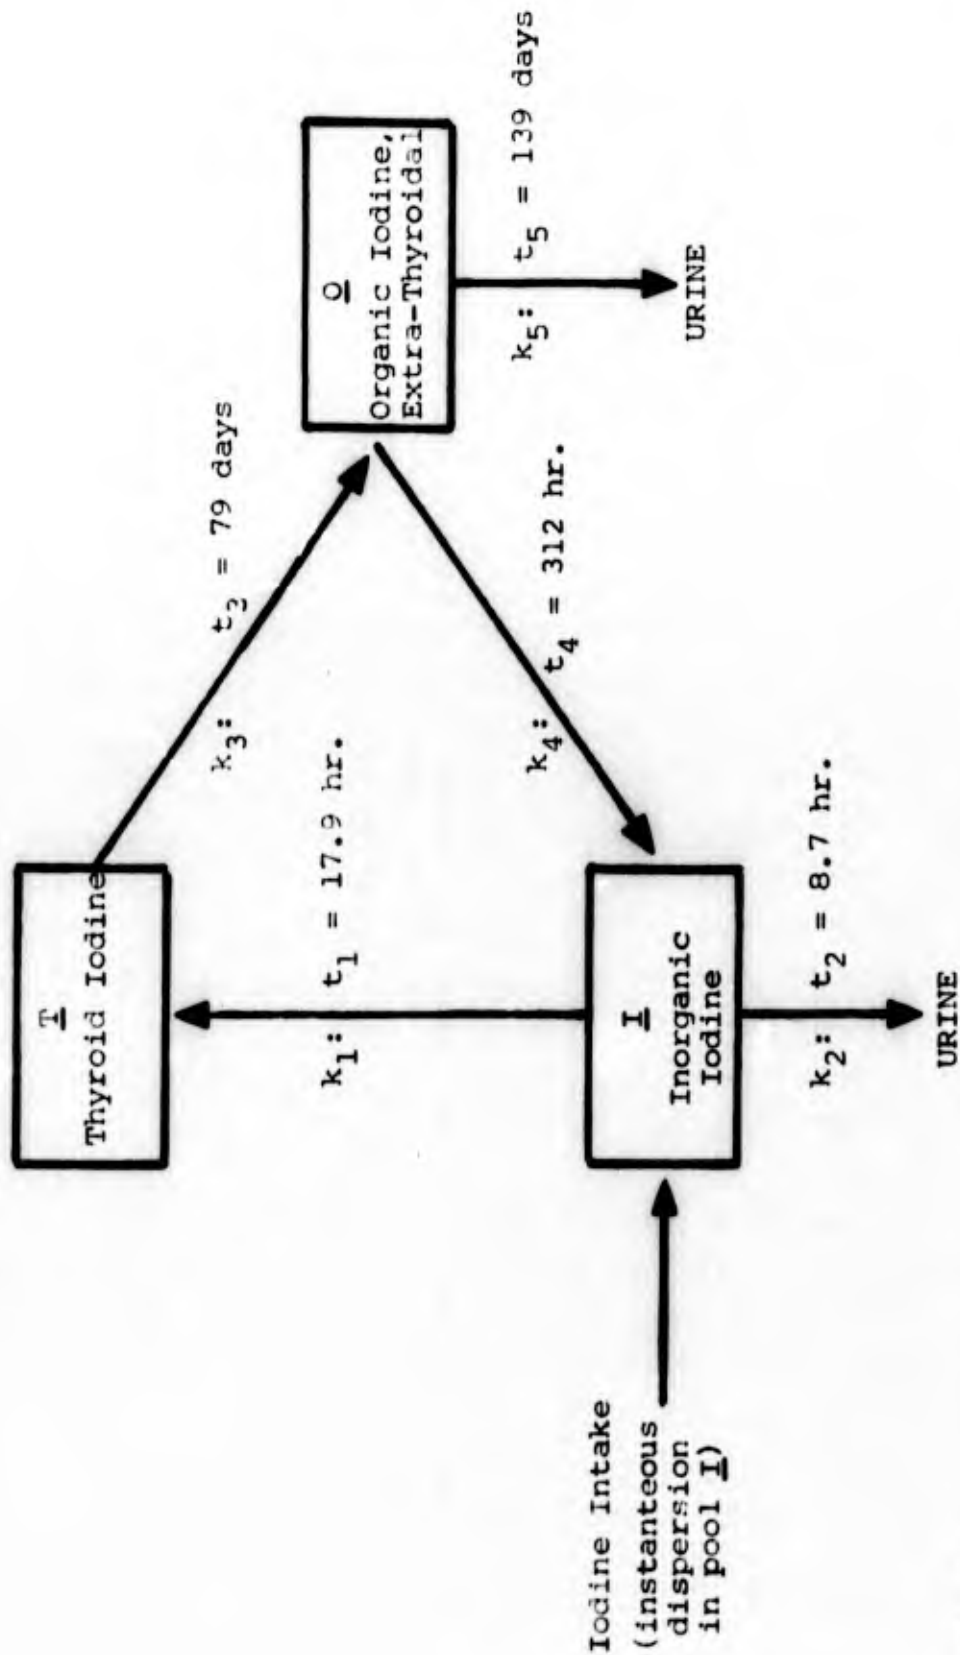 T
Thyroid Iodine
k3: t3 = 79 days
O
Organic Iodine,
Extra-Thyroidal
k1: t1 = 17.9 hr.
k4: t4 = 312 hr.
k5: t5 = 139 days
URINE
Iodine Intake
(instanteous
dispersion
in pool I)
I
Inorganic
Iodine
k2: t2 = 8.7 hr.
URINE